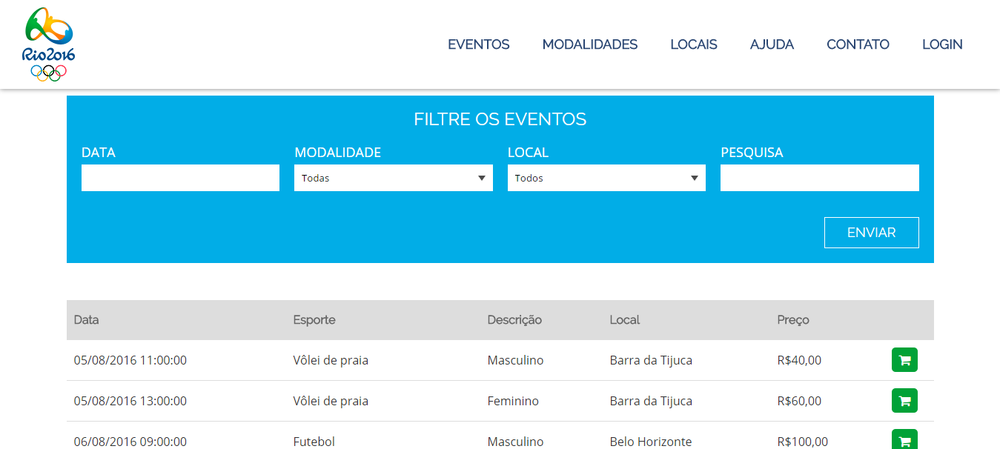 Rio2016
EVENTOS MODALIDADES LOCAIS AJUDA CONTATO LOGIN
FILTRE OS EVENTOS
DATA MODALIDADE LOCAL PESQUISA
Todas Todos
ENVIAR
Data Esporte Descrição Local Preço
05/08/2016 11:00:00 Vôlei de praia Masculino Barra da Tijuca R$40,00
05/08/2016 13:00:00 Vôlei de praia Feminino Barra da Tijuca R$60,00
06/08/2016 09:00:00 Futebol Masculino Belo Horizonte R$100,00